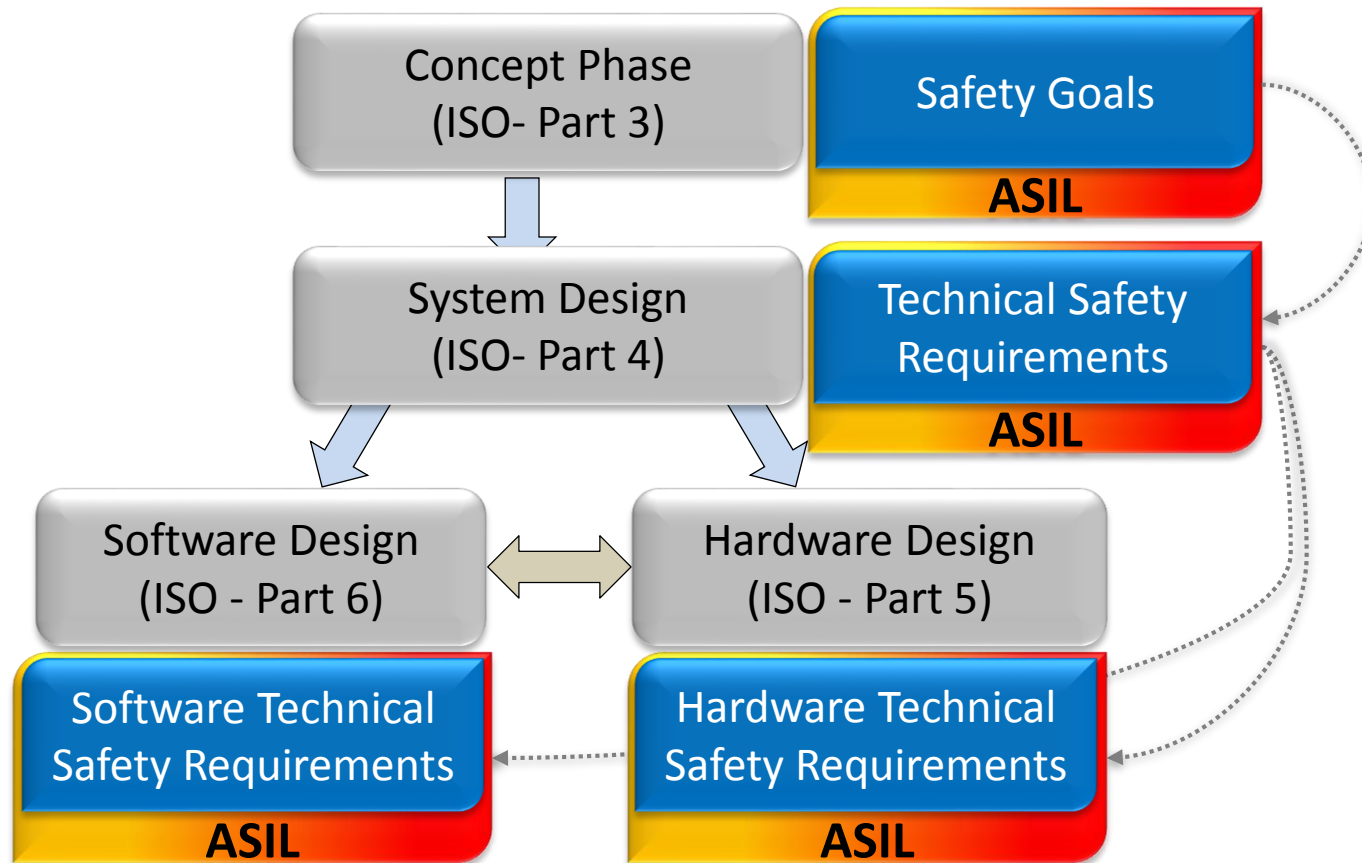 Concept Phase
(ISO- Part 3)
Safety Goals
ASIL
System Design
(ISO- Part 4)
Technical Safety
Requirements
ASIL
Software Design
(ISO - Part 6)
Hardware Design
(ISO - Part 5)
Software Technical
Safety Requirements
ASIL
Hardware Technical
Safety Requirements
ASIL